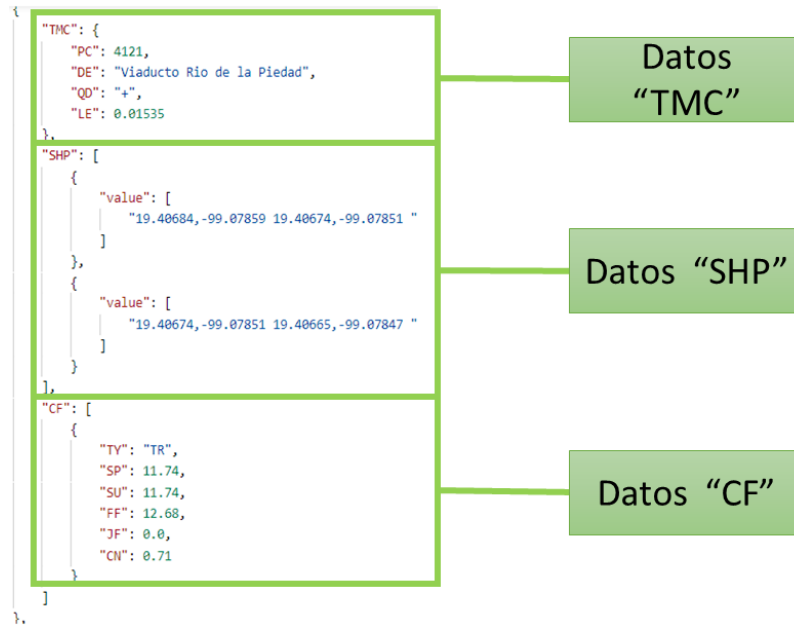 {
"TMC": {
"PC": 4121,
"DE": "Viaducto Rio de la Piedad",
"QD": "+",
"LE": 0.01535
},
"SHP": [
{
"value": [
"19.40684,-99.07859 19.40674,-99.07851 "
]
},
{
"value": [
"19.40674,-99.07851 19.40665,-99.07847 "
]
}
],
"CF": [
{
"TY": "TR",
"SP": 11.74,
"SU": 11.74,
"FF": 12.68,
"JF": 0.0,
"CN": 0.71
}
]
},
Datos
“TMC”
Datos “SHP”
Datos “CF”